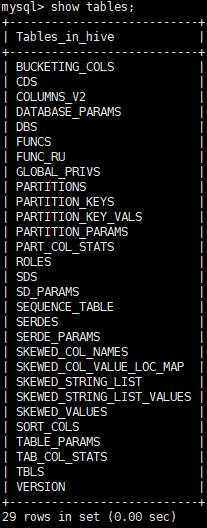 mysql> show tables;
+---------------------------+
| Tables_in_hive            |
+---------------------------+
| BUCKETING_COLS            |
| CDS                       |
| COLUMNS_V2                |
| DATABASE_PARAMS           |
| DBS                       |
| FUNCS                     |
| FUNC_RU                   |
| GLOBAL_PRIVS              |
| PARTITIONS                |
| PARTITION_KEYS            |
| PARTITION_KEY_VALS        |
| PARTITION_PARAMS          |
| PART_COL_STATS            |
| ROLES                     |
| SDS                       |
| SD_PARAMS                 |
| SEQUENCE_TABLE            |
| SERDES                    |
| SERDE_PARAMS              |
| SKEWED_COL_NAMES          |
| SKEWED_COL_VALUE_LOC_MAP  |
| SKEWED_STRING_LIST        |
| SKEWED_STRING_LIST_VALUES |
| SKEWED_VALUES             |
| SORT_COLS                 |
| TABLE_PARAMS              |
| TAB_COL_STATS             |
| TBLS                      |
| VERSION                   |
+---------------------------+
29 rows in set (0.00 sec)